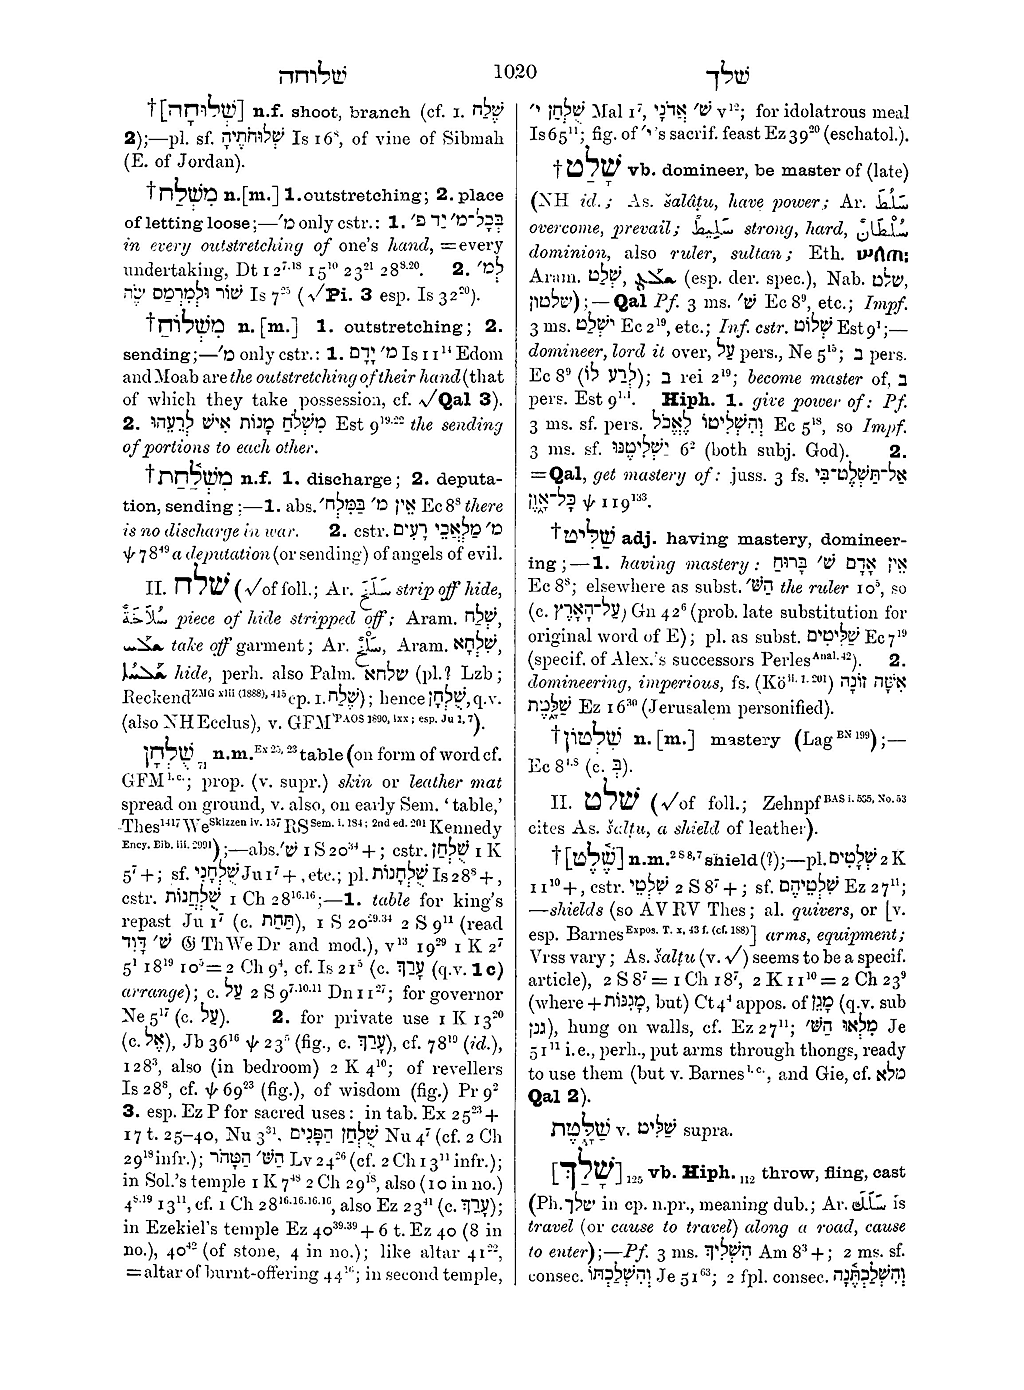 שלוחה 1020 שלך
†[שְׁלוּחָה] n.f. shoot, branch (cf. I. שֶׁלַח
2);—pl. sf. שְׁלוּחֹתֶיהָ Is 16⁸, of vine of Sibmah
(E. of Jordan).
†מִשְׁלָח n.[m.] 1. outstretching; 2. place
of letting loose;—מ׳ only cstr.: 1. בְּכָל־מ׳ יַד פ׳
in every outstretching of one's hand, =every
undertaking, Dt 12⁷·¹⁸ 15¹⁰ 23²¹ 28⁸·²⁰. 2. לְמ׳
שׁוֹר וּלְמִרְמַס שֶׂה Is 7²⁵ (√Pi. 3 esp. Is 32²⁰).
†מִשְׁלוֹחַ n. [m.] 1. outstretching; 2.
sending;—מ׳ only cstr.: 1. מ׳ יָדָם Is 11¹⁴ Edom
and Moab are the outstretching of their hand (that
of which they take possession, cf. √Qal 3).
2. מִשְׁלֹחַ מָנוֹת אִישׁ לְרֵעֵהוּ Est 9¹⁹·²² the sending
of portions to each other.
†מִשְׁלַחַת n.f. 1. discharge; 2. deputa-
tion, sending;—1. abs. אֵין מ׳ בַּמִּלְח׳ Ec 8⁸ there
is no discharge in war. 2. cstr. מ׳ מַלְאֲכֵי רָעִים
ψ 78⁴⁹ a deputation (or sending) of angels of evil.
II. שׁלח (√of foll.; Ar. سلخ strip off hide,
piece of hide stripped off; Aram. שְׁלַח,
take off garment; Ar. Aram. שִׁלְחָא,
hide, perh. also Palm. שלחא (pl.? Lzb;
Reckend ZMG xlii (1888), 415 cp. I. שֶׁלַח); hence שֻׁלְחָן, q.v.
(also NH Ecclus), v. GFM JAOS 1890, lxx; esp. Ju 1, 7).
שֻׁלְחָן 71 n.m. Ex 25, 23 table (on form of word cf.
GFM l.c.; prop. (v. supr.) skin or leather mat
spread on ground, v. also, on early Sem. 'table,'
Thes 1417 We Skizzen iv. 157 RS Sem. i. 184; 2nd ed. 201 Kennedy
Ency. Bib. iii. 2991);—abs. שׁ׳ 1 S 20³⁴ +; cstr. שֻׁלְחַן 1 K
5⁷ +; sf. שֻׁלְחָנִי Ju 1⁷ +, etc.; pl. שֻׁלְחָנוֹת Is 28⁸ +,
cstr. שֻׁלְחֲנוֹת 1 Ch 28¹⁶·¹⁶;—1. table for king's
repast Ju 1⁷ (c. תַּחַת), 1 S 20²⁹·³⁴ 2 S 9¹¹ (read
שׁ׳ דָּוִד 𝔊 Th We Dr and mod.), v¹³ 19²⁹ 1 K 2⁷
5¹ 18¹⁹ 10⁵ = 2 Ch 9⁴, cf. Is 21⁵ (c. עָרֹךְ (q.v. 1 c)
arrange); c. עַל 2 S 9⁷·¹⁰·¹¹ Dn 11²⁷; for governor
Ne 5¹⁷ (c. עַל). 2. for private use 1 K 13²⁰
(c. אֶל), Jb 36¹⁶ ψ 23⁵ (fig., c. עָרַךְ), cf. 78¹⁹ (id.),
128³, also (in bedroom) 2 K 4¹⁰; of revellers
Is 28⁸, cf. ψ 69²³ (fig.), of wisdom (fig.) Pr 9²
3. esp. Ez P for sacred uses: in tab. Ex 25²³ +
17 t. 25–40, Nu 3³¹, שֻׁלְחַן הַפָּנִים Nu 4⁷ (cf. 2 Ch
29¹⁸ infr.); הַשּׁ׳ הַטָּהֹר Lv 24²⁶ (cf. 2 Ch 13¹¹ infr.);
in Sol.'s temple 1 K 7⁴⁸ 2 Ch 29¹⁸, also (10 in no.)
4⁸·¹⁹ 13¹¹, cf. 1 Ch 28¹⁶·¹⁶·¹⁶·¹⁶, also Ez 23⁴¹ (c. עָרַךְ);
in Ezekiel's temple Ez 40³⁹·³⁹ + 6 t. Ez 40 (8 in
no.), 40⁴² (of stone, 4 in no.); like altar 41²²,
=altar of burnt-offering 44¹⁶; in second temple,
שֻׁלְחַן י׳ Mal 1⁷, שׁ׳ אֲדֹנָי v¹²; for idolatrous meal
Is 65¹¹; fig. of י׳'s sacrif. feast Ez 39²⁰ (eschatol.).
†שָׁלַט vb. domineer, be master of (late)
(NH id.; As. šalâṭu, have power; Ar. سلط
overcome, prevail; سليط strong, hard, سلطان
dominion, also ruler, sultan; Eth.
Aram. שְׁלֵט, (esp. der. spec.), Nab. שלט,
שלטון);—Qal Pf. 3 ms. שׁ׳ Ec 8⁹, etc.; Impf.
3 ms. יִשְׁלַט Ec 2¹⁹, etc.; Inf. cstr. שְׁלוֹט Est 9¹;—
domineer, lord it over, עַל pers., Ne 5¹⁵; ב pers.
Ec 8⁹ (לְרַע לוֹ); ב rei 2¹⁹; become master of, ב
pers. Est 9¹·¹. Hiph. 1. give power of: Pf.
3 ms. sf. pers. וְהִשְׁלִיטוֹ לֶאֱכֹל Ec 5¹⁸, so Impf.
3 ms. sf. יַשְׁלִיטֶנּוּ 6² (both subj. God). 2.
=Qal, get mastery of: juss. 3 fs. אַל־תַּשְׁלֶט־בִּי
כָּל־אָוֶן ψ 119¹³³.
†שַׁלִּיט adj. having mastery, domineer-
ing;—1. having mastery: אֵין אָדָם שׁ׳ בָּרוּחַ
Ec 8⁸; elsewhere as subst. הַשּׁ׳ the ruler 10⁵, so
(c. עַל־הָאָרֶץ) Gn 42⁶ (prob. late substitution for
original word of E); pl. as subst. שַׁלִּיטִים Ec 7¹⁹
(specif. of Alex.'s successors Perles Anal. 42). 2.
domineering, imperious, fs. (Kö ii. 1. 201) אִשָּׁה זוֹנָה
שַׁלֶּטֶת Ez 16³⁰ (Jerusalem personified).
†שִׁלְטוֹן n. [m.] mastery (Lag BN 199);—
Ec 8⁴·⁸ (c. בְּ).
II. שׁלט (√of foll.; Zehnpf BAS i. 535, No. 53
cites As. šalṭu, a shield of leather).
†[שֶׁלֶט] n.m. 2 S 8, 7 shield (?);—pl. שְׁלָטִים 2 K
11¹⁰ +, cstr. שִׁלְטֵי 2 S 8⁷ +; sf. שִׁלְטֵיהֶם Ez 27¹¹;
—shields (so AV RV Thes; al. quivers, or [v.
esp. Barnes Expos. T. x, 43 f. (cf. 188)] arms, equipment;
Vrss vary; As. šalṭu (v. √) seems to be a specif.
article), 2 S 8⁷ = 1 Ch 18⁷, 2 K 11¹⁰ = 2 Ch 23⁹
(where + מָגִנּוֹת, but) Ct 4⁴ appos. of מָגֵן (q.v. sub
גנן), hung on walls, cf. Ez 27¹¹; מִלְאוּ הַשּׁ׳ Je
51¹¹ i.e., perh., put arms through thongs, ready
to use them (but v. Barnes l.c., and Gie, cf. מלא
Qal 2).
שַׁלֶּטֶת v. שַׁלִּיט supra.
[שָׁלַךְ] 125 vb. Hiph. 112 throw, fling, cast
(Ph. שלך in cp. n.pr., meaning dub.; Ar. سلك is
travel (or cause to travel) along a road, cause
to enter);—Pf. 3 ms. הִשְׁלִיךְ Am 8³ +; 2 ms. sf.
consec. וְהִשְׁלַכְתּוֹ Je 51⁶³; 2 fpl. consec. וְהִשְׁלַכְתֶּנָה